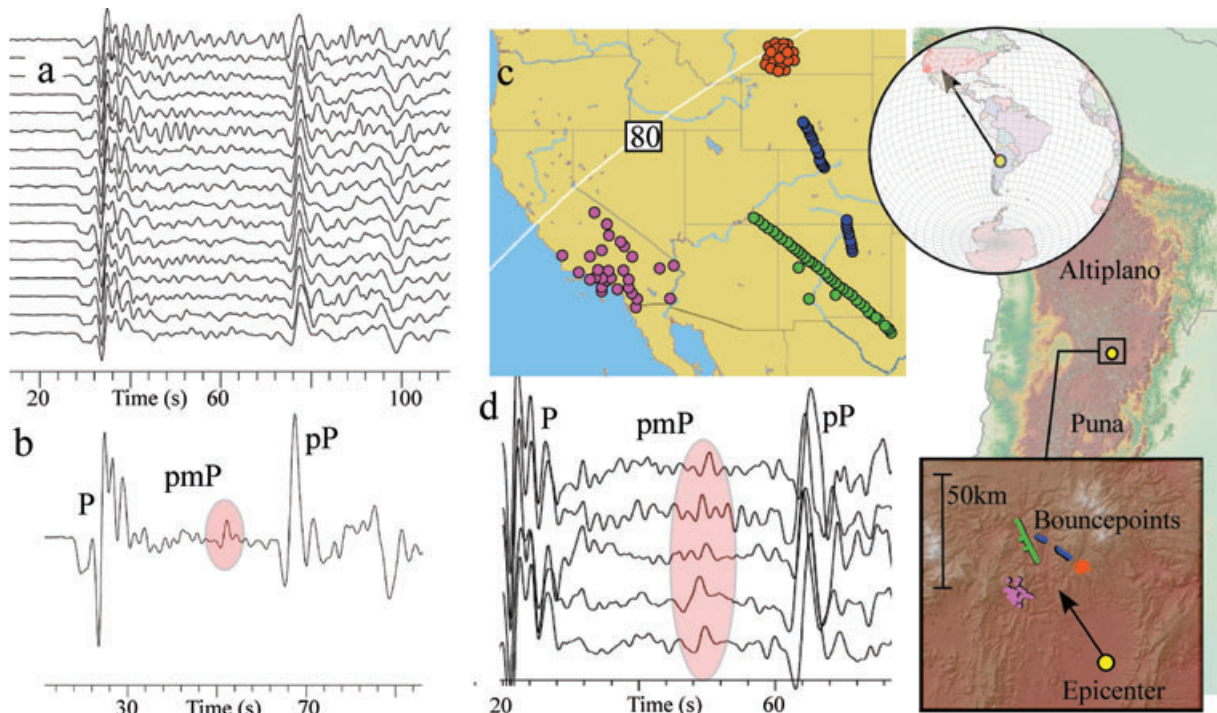 a
20 Time (s) 60 100
b
P
pmP
pP
30 Time (s) 70
c
80
d
P
pmP
pP
20 Time (s) 60
Altiplano
Puna
50km
Bouncepoints
Epicenter